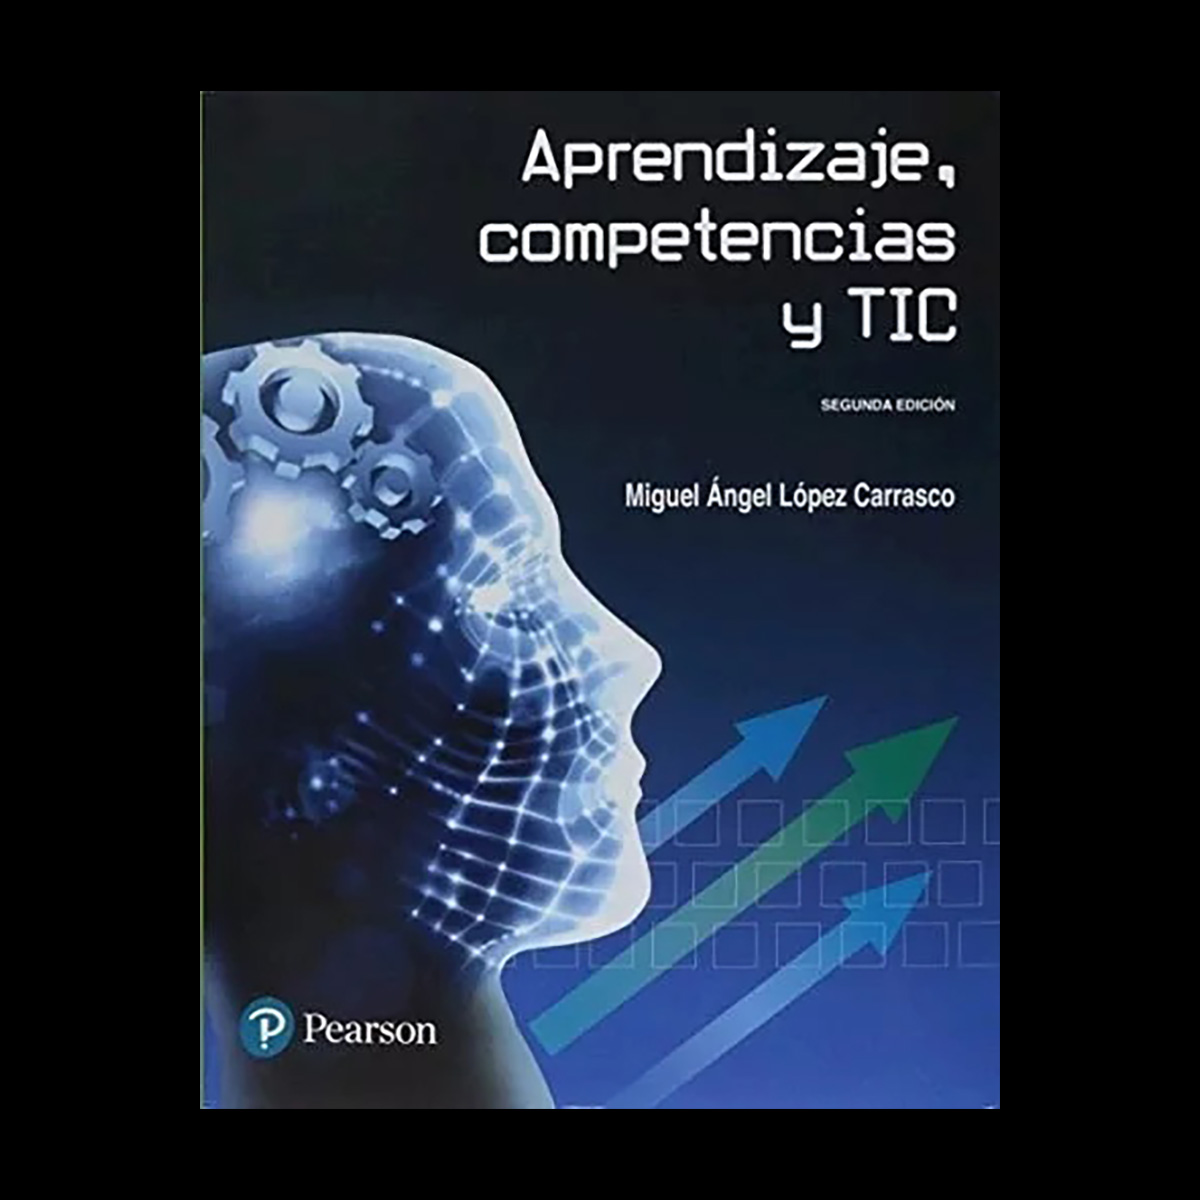 Aprendizaje,
competencias
y TIC
SEGUNDA EDICIÓN
Miguel Ángel López Carrasco
Pearson